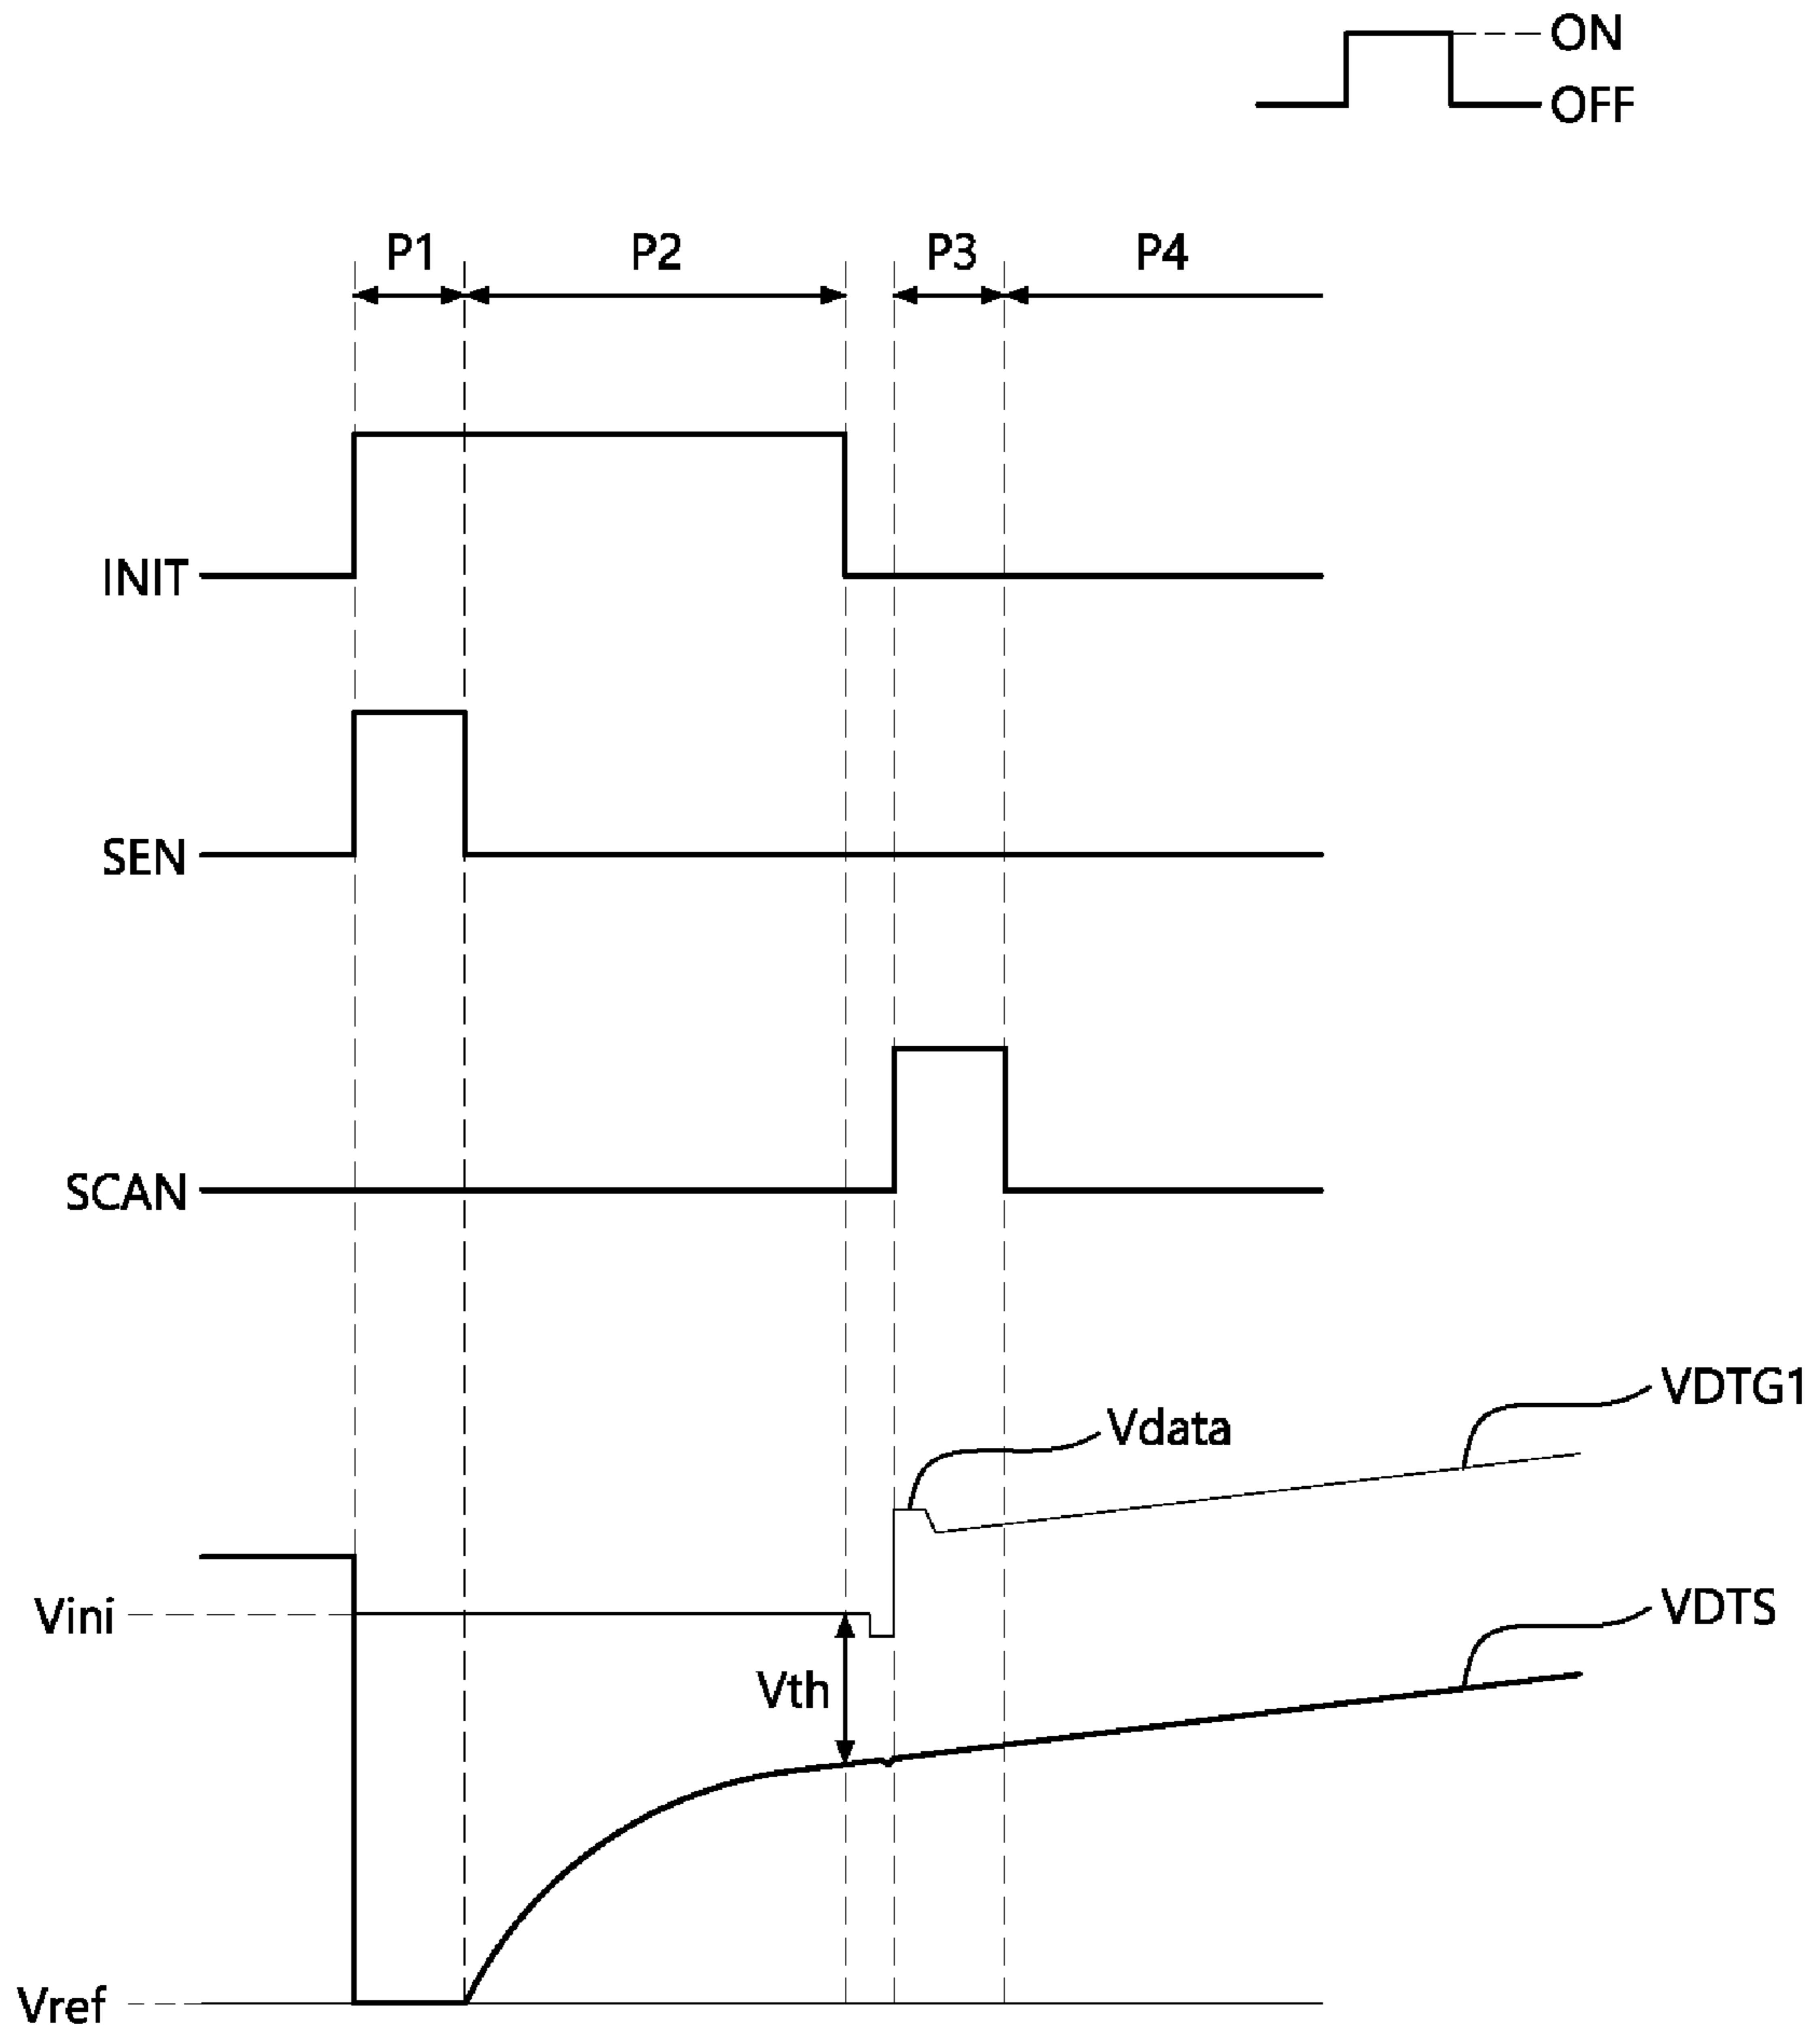 ON
OFF
P1 P2 P3 P4
INIT
SEN
SCAN
VDTG1
Vdata
VDTS
Vini
Vth
Vref